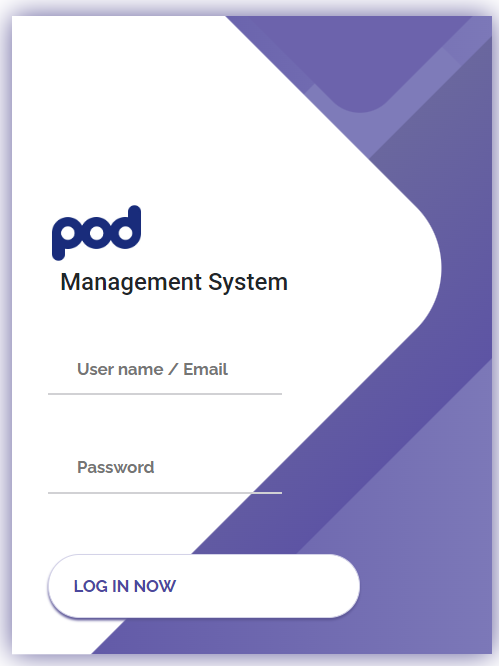 pod
Management System
User name / Email
Password
LOG IN NOW